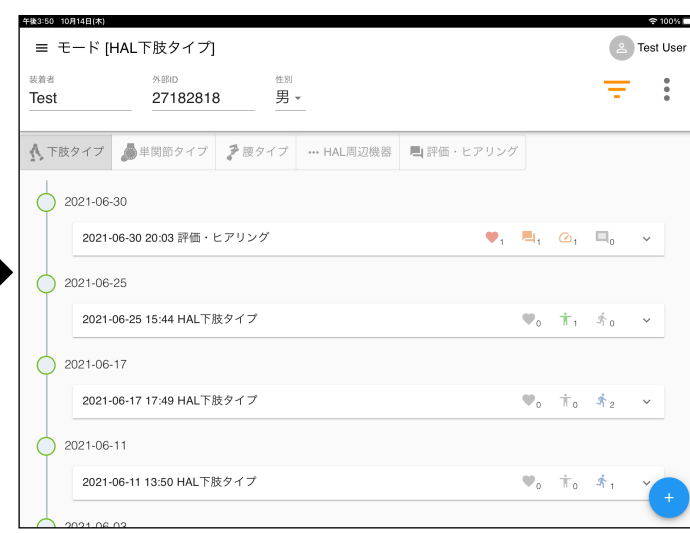 午後3:50 10月14日(木) 100%
モード [HAL下肢タイプ] Test User
装着者 外部ID 性別
Test 27182818 男
下肢タイプ 単関節タイプ 腰タイプ HAL周辺機器 評価・ヒアリング
2021-06-30
2021-06-30 20:03 評価・ヒアリング 1 1 1 0
2021-06-25
2021-06-25 15:44 HAL下肢タイプ 0 1 0
2021-06-17
2021-06-17 17:49 HAL下肢タイプ 0 0 2
2021-06-11
2021-06-11 13:50 HAL下肢タイプ 0 0 1
2021-06-03